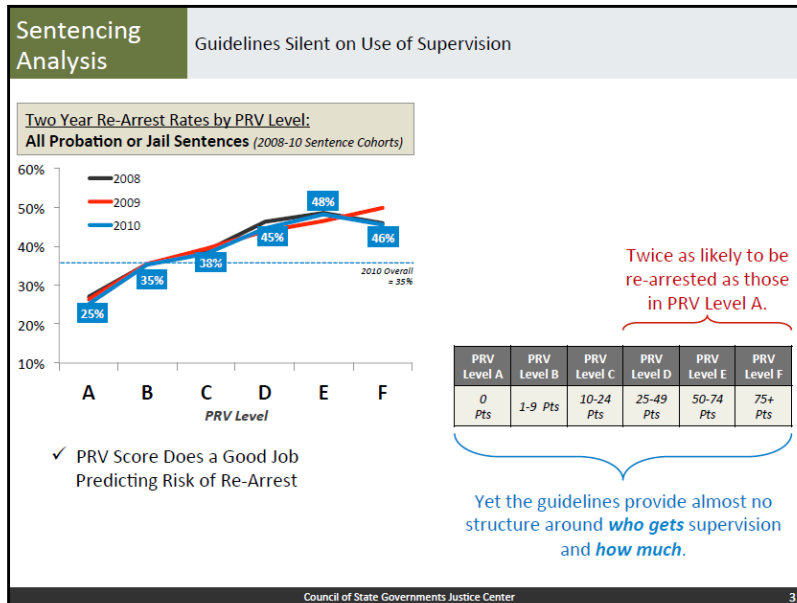 Sentencing
Analysis
Guidelines Silent on Use of Supervision
Two Year Re-Arrest Rates by PRV Level:
All Probation or Jail Sentences (2008-10 Sentence Cohorts)
60%
50%
40%
30%
20%
10%
2008
2009
2010
25%
35%
38%
45%
48%
46%
2010 Overall
= 35%
A B C D E F
PRV Level
✓ PRV Score Does a Good Job
Predicting Risk of Re-Arrest
Twice as likely to be
re-arrested as those
in PRV Level A.
PRV Level A PRV Level B PRV Level C PRV Level D PRV Level E PRV Level F
0 Pts 1-9 Pts 10-24 Pts 25-49 Pts 50-74 Pts 75+ Pts
Yet the guidelines provide almost no
structure around who gets supervision
and how much.
Council of State Governments Justice Center
3